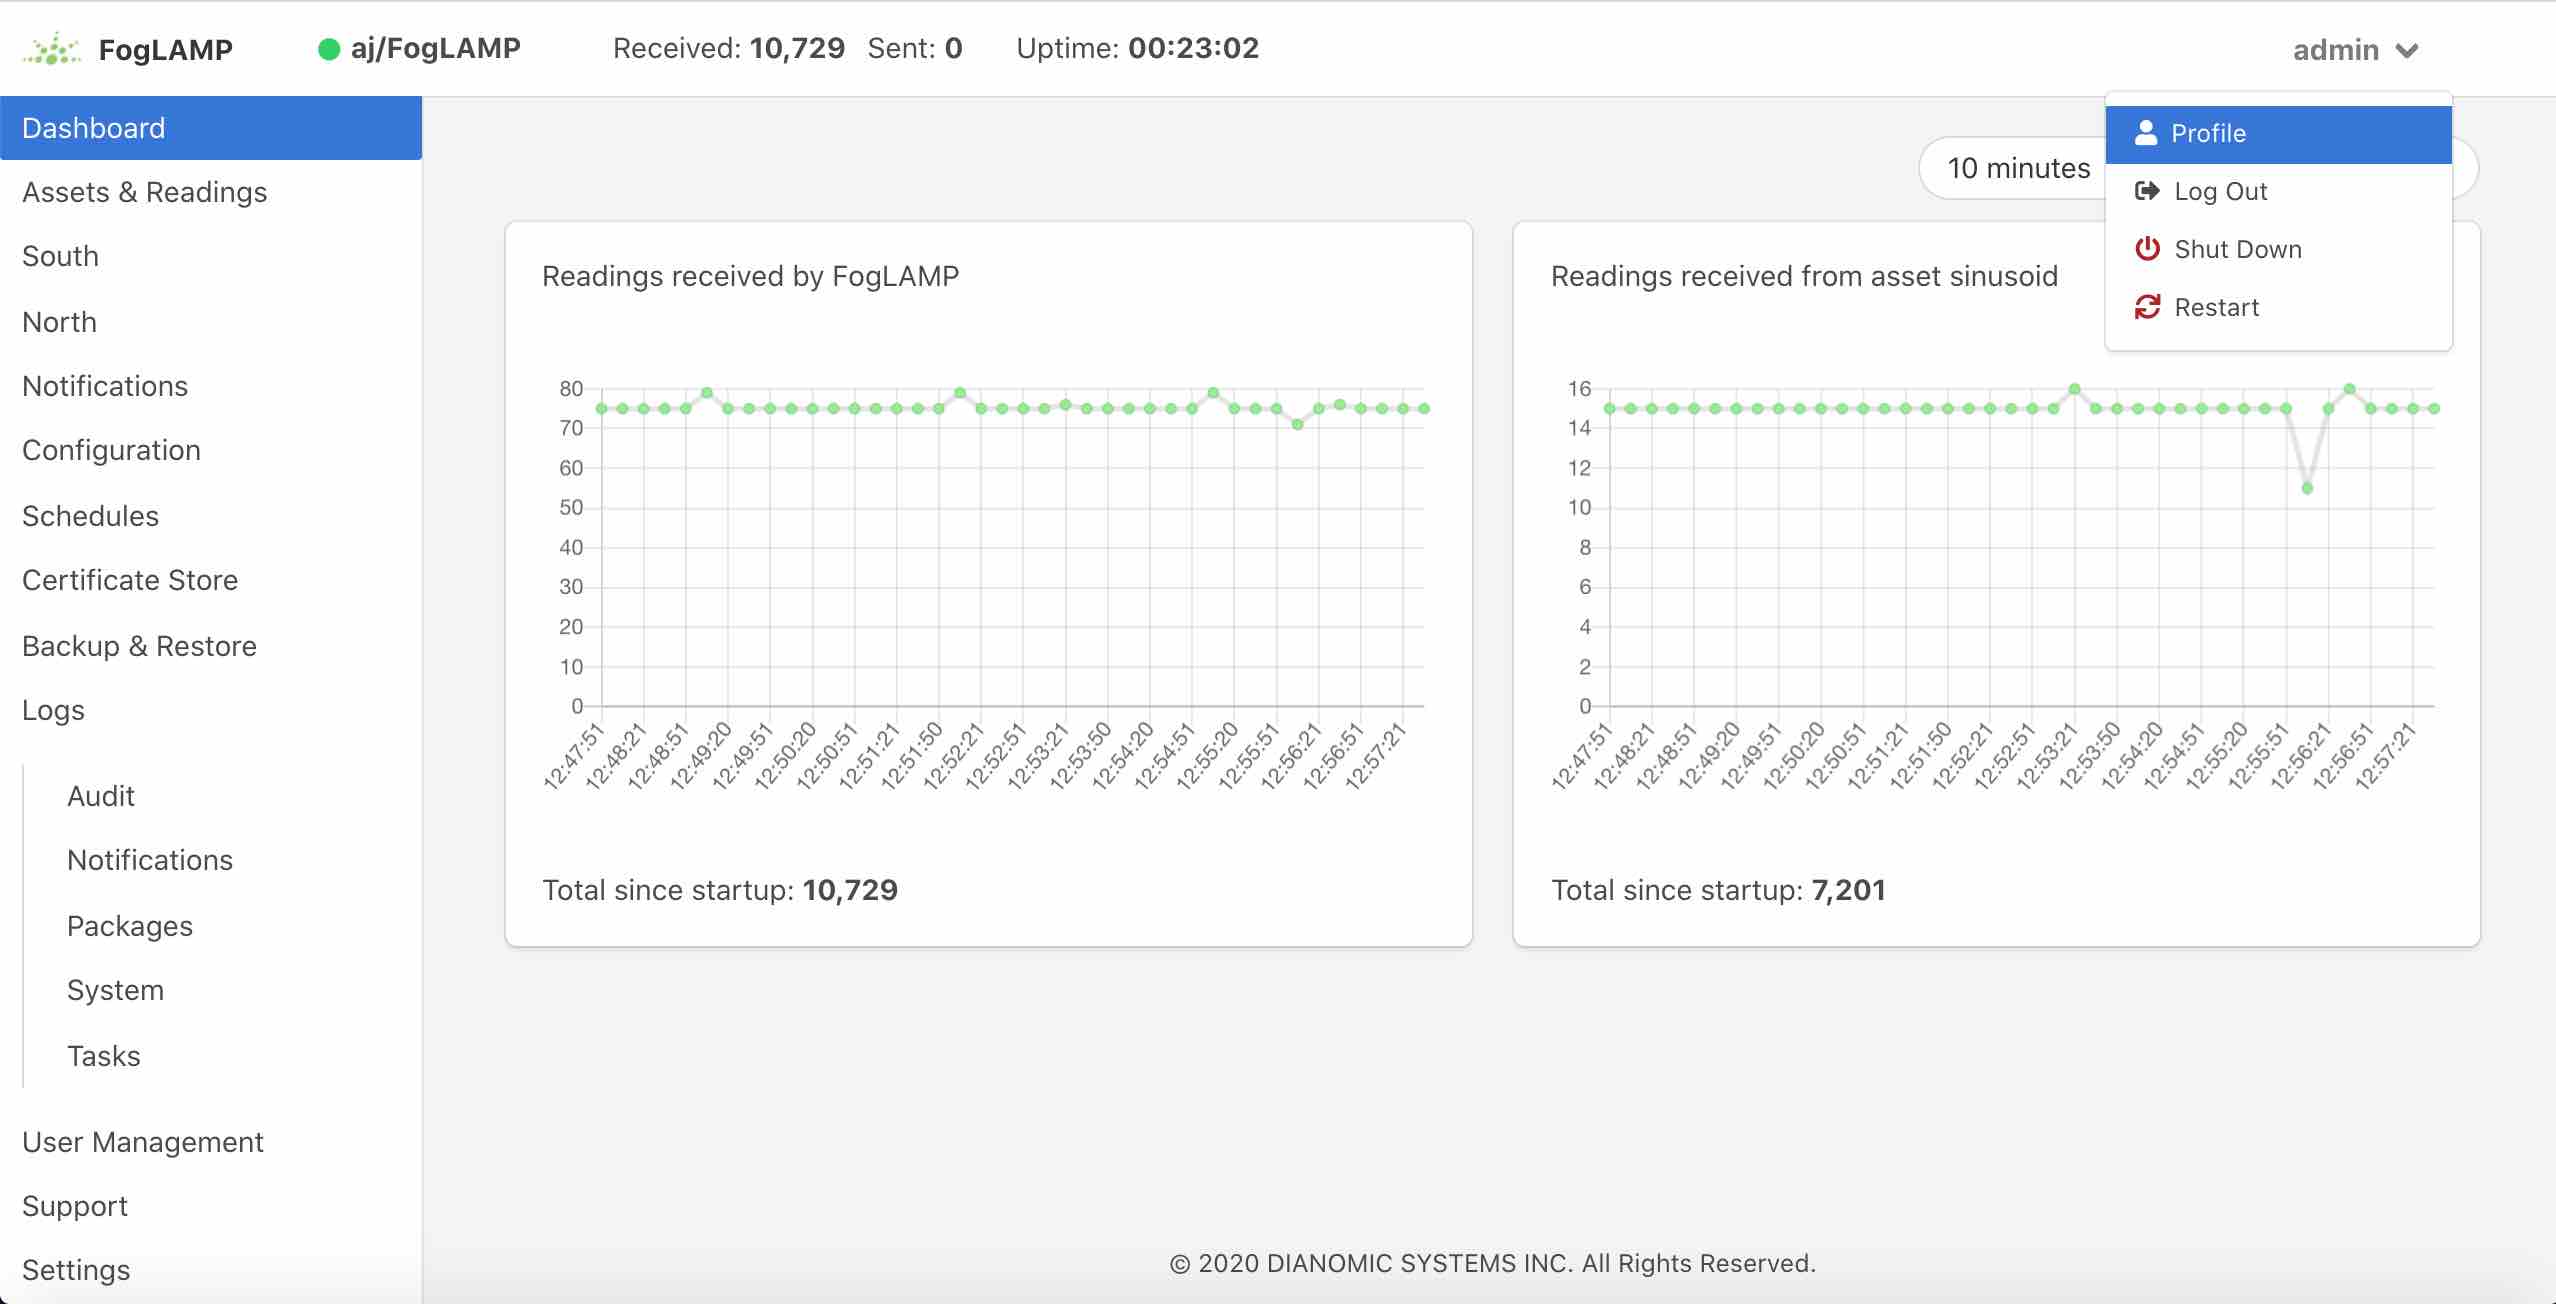 FogLAMP
aj/FogLAMP
Received: 10,729 Sent: 0 Uptime: 00:23:02
admin
Dashboard
Assets & Readings
South
North
Notifications
Configuration
Schedules
Certificate Store
Backup & Restore
Logs
Audit
Notifications
Packages
System
Tasks
User Management
Support
Settings
10 minutes
Profile
Log Out
Shut Down
Restart
Readings received by FogLAMP
80
70
60
50
40
30
20
10
0
12:47:51 12:48:21 12:48:51 12:49:20 12:49:51 12:50:20 12:50:51 12:51:21 12:51:50 12:52:21 12:52:51 12:53:21 12:53:50 12:54:20 12:54:51 12:55:20 12:55:51 12:56:21 12:56:51 12:57:21
Total since startup: 10,729
Readings received from asset sinusoid
16
14
12
10
8
6
4
2
0
12:47:51 12:48:21 12:48:51 12:49:20 12:49:51 12:50:20 12:50:51 12:51:21 12:51:50 12:52:21 12:52:51 12:53:21 12:53:50 12:54:20 12:54:51 12:55:20 12:55:51 12:56:21 12:56:51 12:57:21
Total since startup: 7,201
© 2020 DIANOMIC SYSTEMS INC. All Rights Reserved.